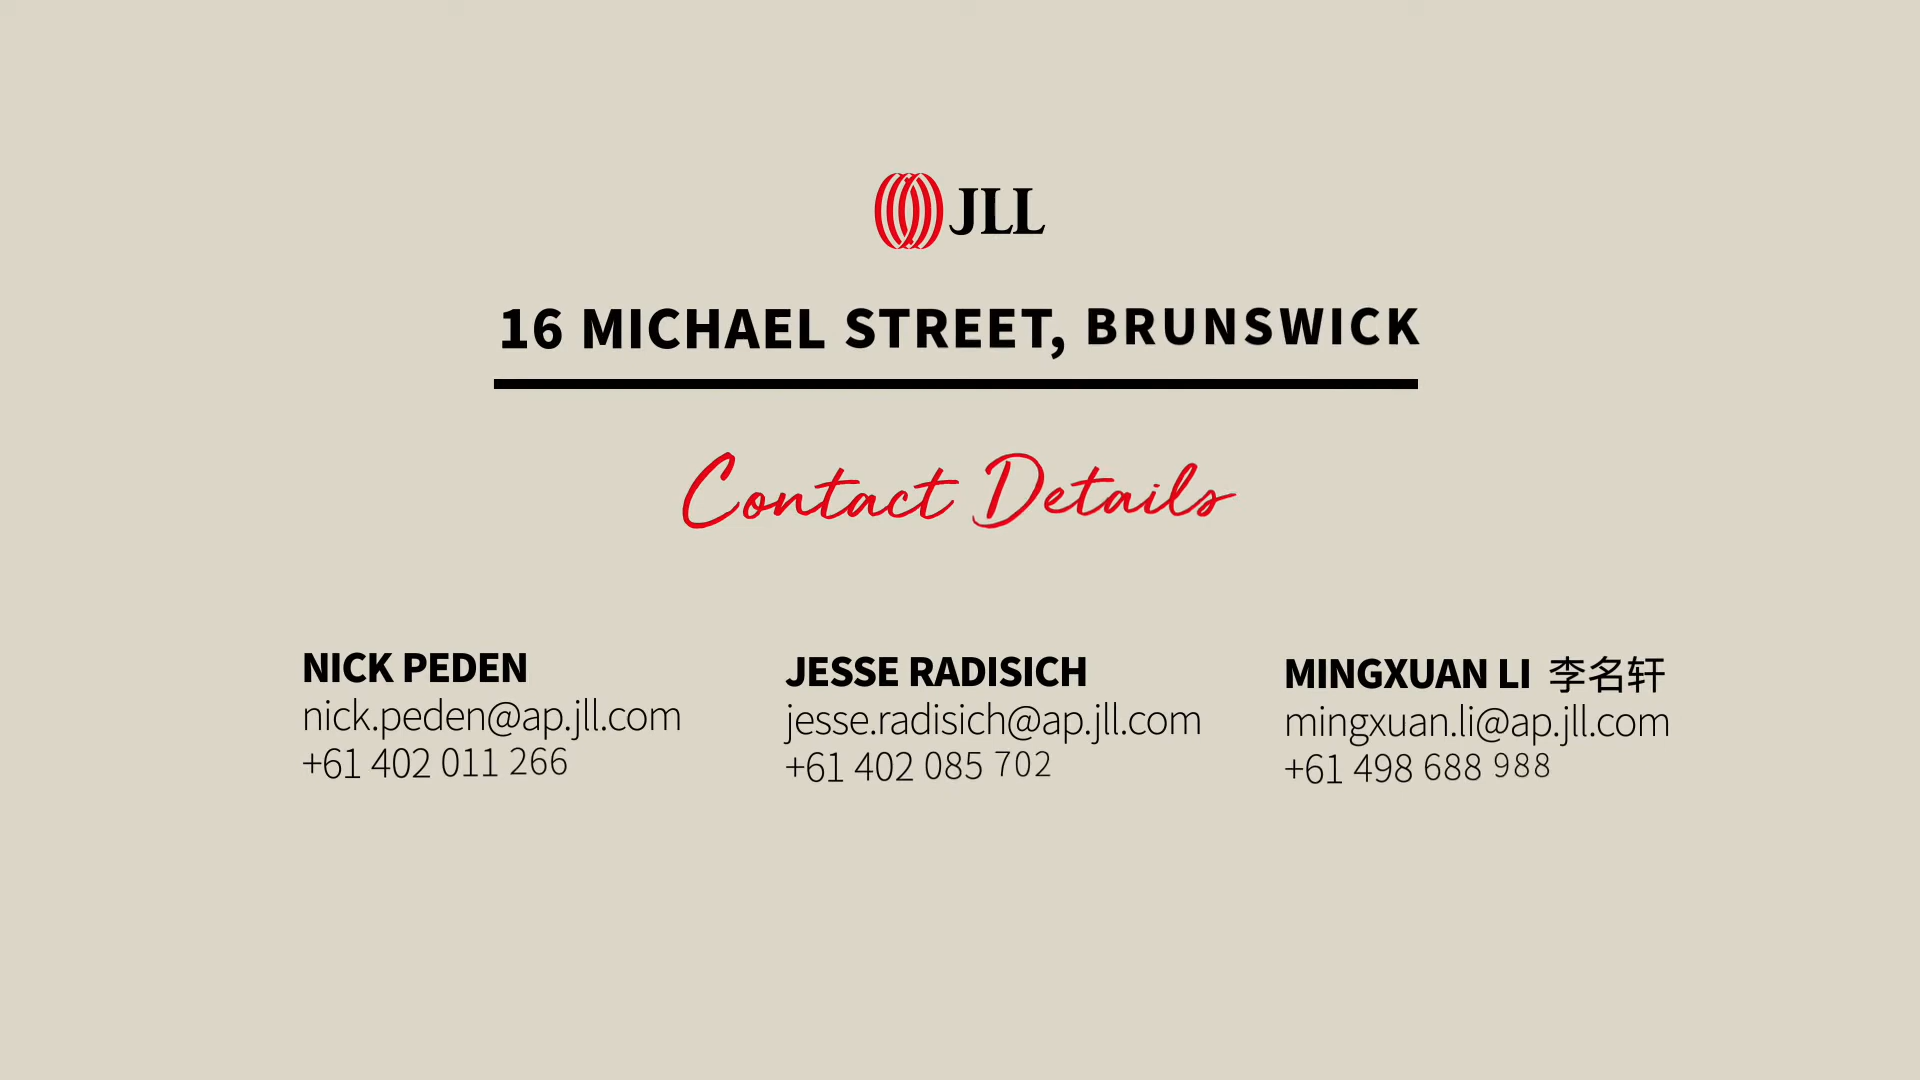 JLL
16 MICHAEL STREET, BRUNSWICK
Contact Details
NICK PEDEN
nick.peden@ap.jll.com
+61 402 011 266
JESSE RADISICH
jesse.radisich@ap.jll.com
+61 402 085 702
MINGXUAN LI 李名轩
mingxuan.li@ap.jll.com
+61 498 688 988